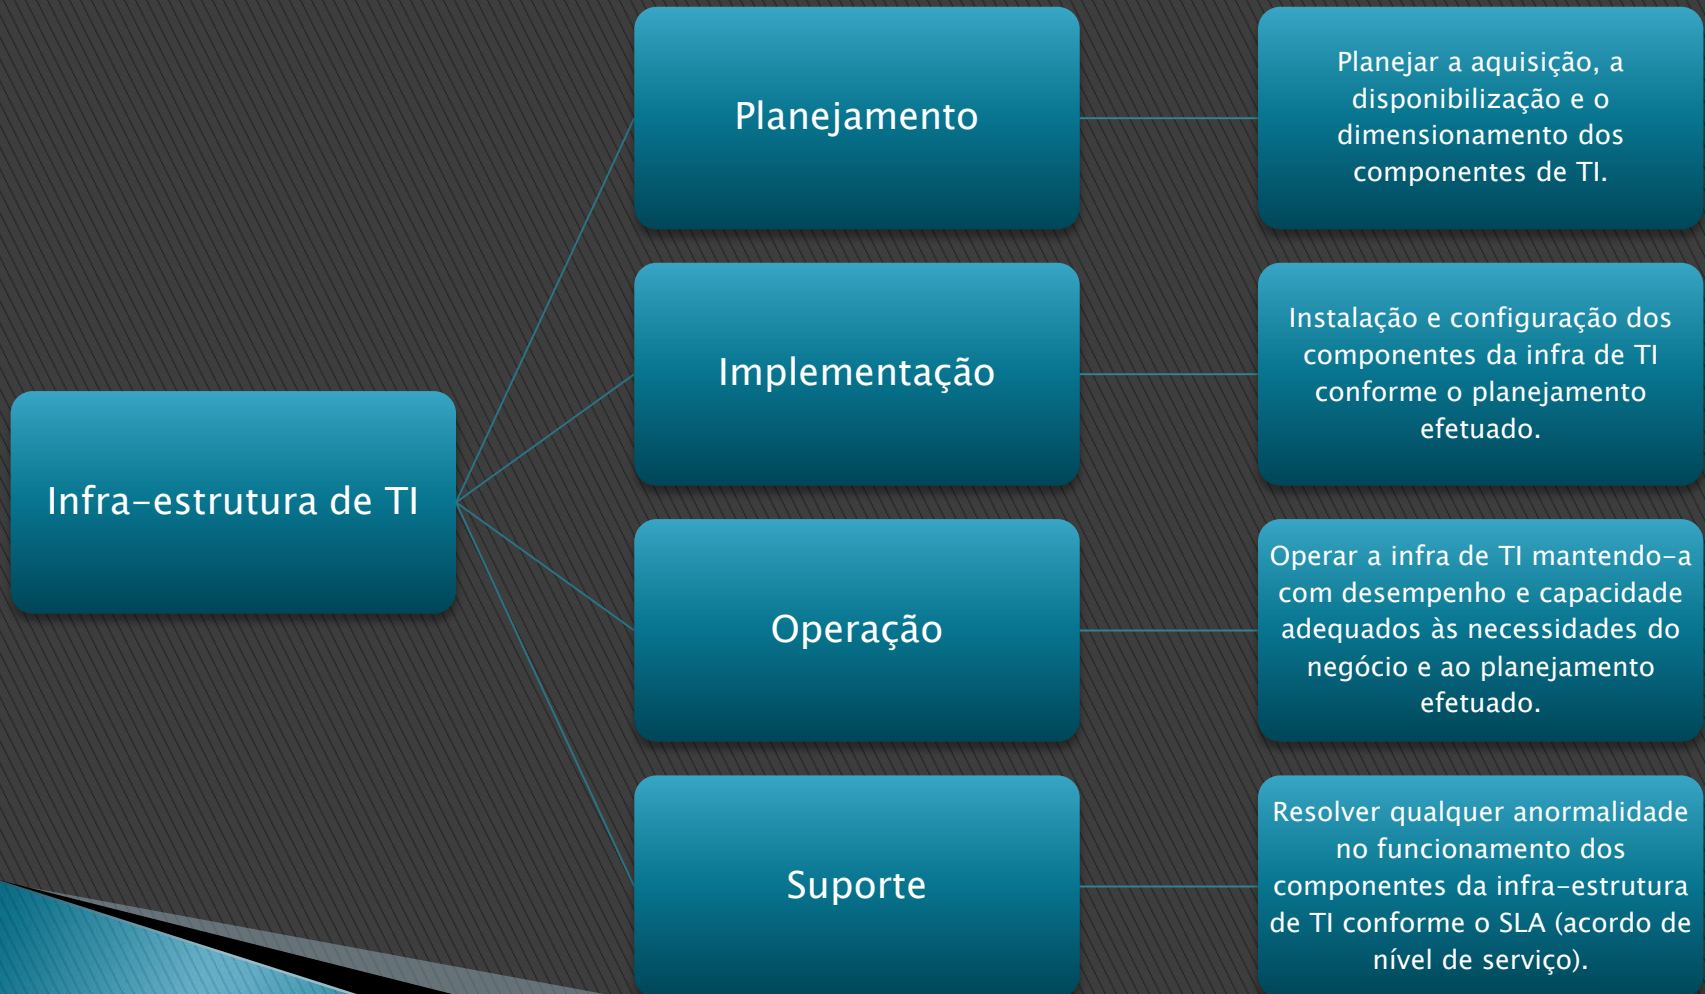 Infra-estrutura de TI
Planejamento
Planejar a aquisição, a
disponibilização e o
dimensionamento dos
componentes de TI.
Implementação
Instalação e configuração dos
componentes da infra de TI
conforme o planejamento
efetuado.
Operação
Operar a infra de TI mantendo-a
com desempenho e capacidade
adequados às necessidades do
negócio e ao planejamento
efetuado.
Suporte
Resolver qualquer anormalidade
no funcionamento dos
componentes da infra-estrutura
de TI conforme o SLA (acordo de
nível de serviço).